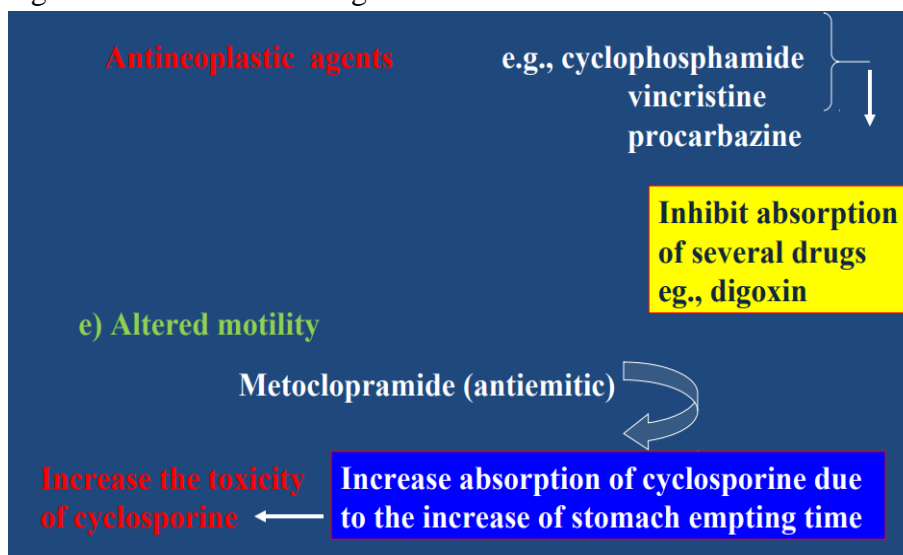 Antineoplastic agents e.g., cyclophosphamide
vincristine
procarbazine
Inhibit absorption
of several drugs
eg., digoxin
e) Altered motility
Metoclopramide (antiemitic)
Increase the toxicity
of cyclosporine
Increase absorption of cyclosporine due
to the increase of stomach empting time